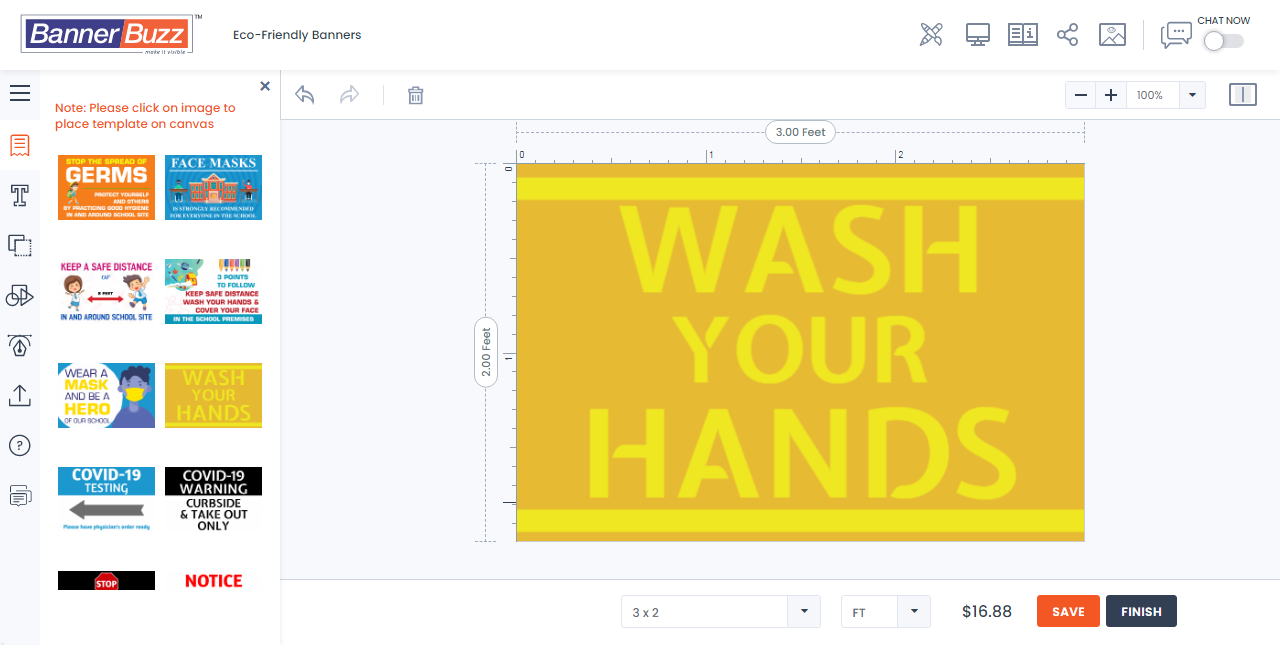 BannerBuzz™
make it visible
Eco-Friendly Banners
CHAT NOW
Note: Please click on image to
place template on canvas
100%
3.00 Feet
0 1 2
0
1
2.00 Feet
STOP THE SPREAD OF
GERMS
PROTECT YOURSELF
AND OTHERS
BY PRACTICING GOOD HYGIENE
IN AND AROUND SCHOOL SITE
FACE MASKS
IS STRONGLY RECOMMENDED
FOR EVERYONE IN THE SCHOOL
KEEP A SAFE DISTANCE
6 FEET
IN AND AROUND SCHOOL SITE
3 POINTS
TO FOLLOW
KEEP SAFE DISTANCE
WASH YOUR HANDS &
COVER YOUR FACE
IN THE SCHOOL PREMISES
WEAR A
MASK
AND BE A
HERO
OF OUR SCHOOL
WASH
YOUR
HANDS
COVID-19
TESTING
Please have physician's order ready
COVID-19
WARNING
CURBSIDE
& TAKE OUT
ONLY
STOP
NOTICE
WASH
YOUR
HANDS
3 x 2
FT
$16.88
SAVE
FINISH